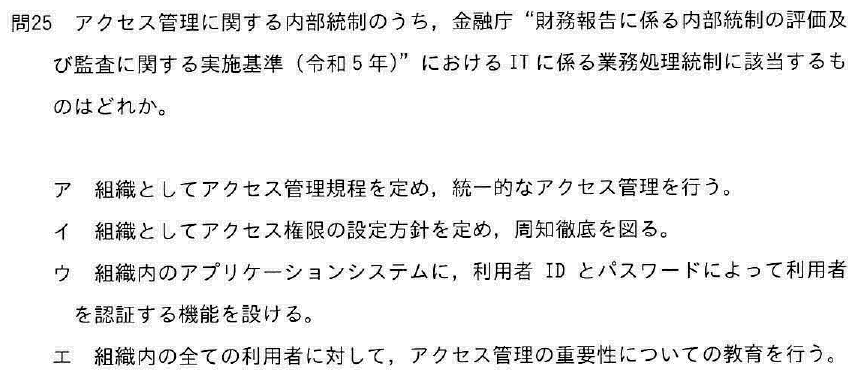 問25 アクセス管理に関する内部統制のうち，金融庁“財務報告に係る内部統制の評価及
び監査に関する実施基準（令和5年）”における IT に係る業務処理統制に該当するも
のはどれか。
ア 組織としてアクセス管理規程を定め，統一的なアクセス管理を行う。
イ 組織としてアクセス権限の設定方針を定め，周知徹底を図る。
ウ 組織内のアプリケーションシステムに，利用者 ID とパスワードによって利用者
を認証する機能を設ける。
エ 組織内の全ての利用者に対して，アクセス管理の重要性についての教育を行う。